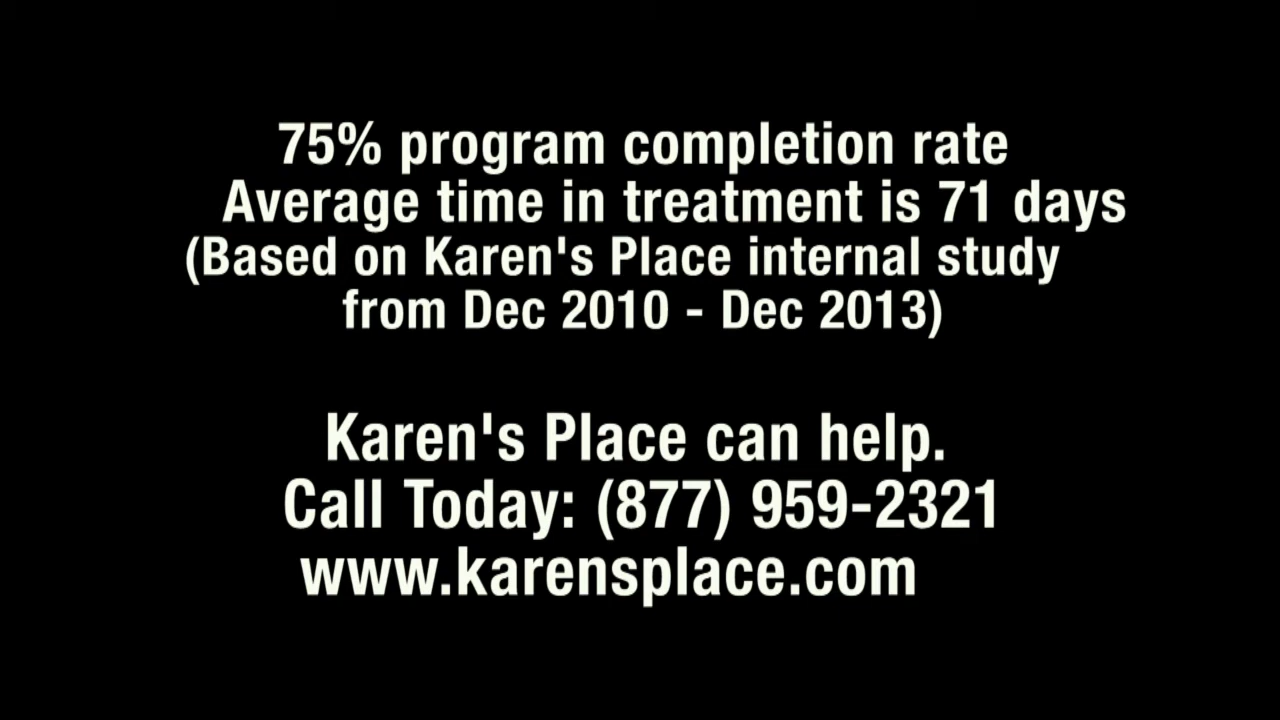 75% program completion rate
Average time in treatment is 71 days
(Based on Karen's Place internal study
from Dec 2010 - Dec 2013)
Karen's Place can help.
Call Today: (877) 959-2321
www.karensplace.com